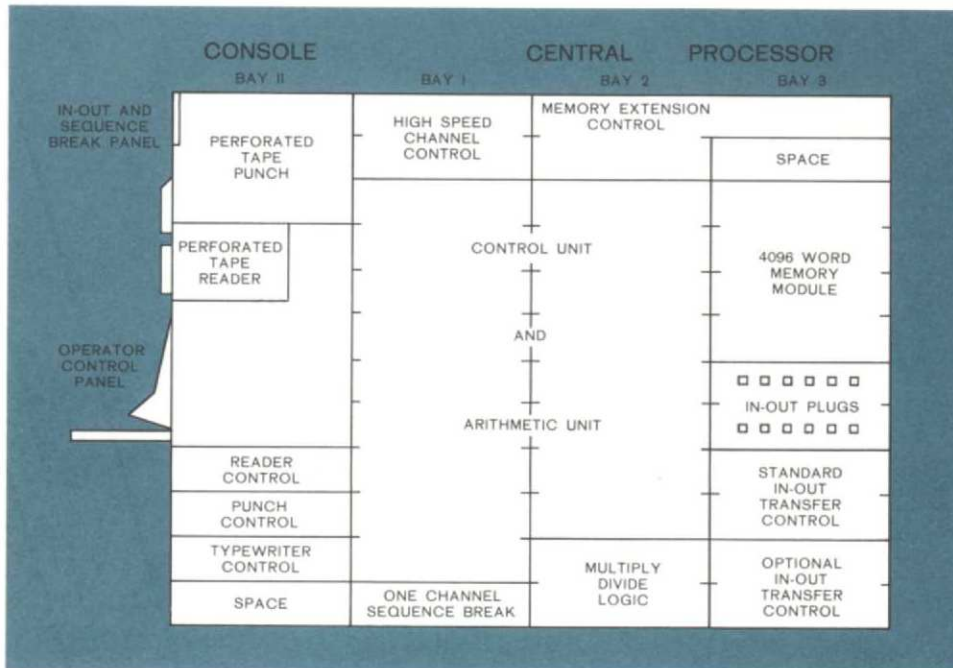 CONSOLE CENTRAL PROCESSOR
BAY II BAY I BAY 2 BAY 3
IN-OUT AND
SEQUENCE
BREAK PANEL
OPERATOR
CONTROL
PANEL
PERFORATED
TAPE
PUNCH
PERFORATED
TAPE
READER
READER
CONTROL
PUNCH
CONTROL
TYPEWRITER
CONTROL
SPACE
HIGH SPEED
CHANNEL
CONTROL
CONTROL UNIT
AND
ARITHMETIC UNIT
ONE CHANNEL
SEQUENCE BREAK
MEMORY EXTENSION
CONTROL
MULTIPLY
DIVIDE
LOGIC
SPACE
4096 WORD
MEMORY
MODULE
IN-OUT PLUGS
STANDARD
IN-OUT
TRANSFER
CONTROL
OPTIONAL
IN-OUT
TRANSFER
CONTROL